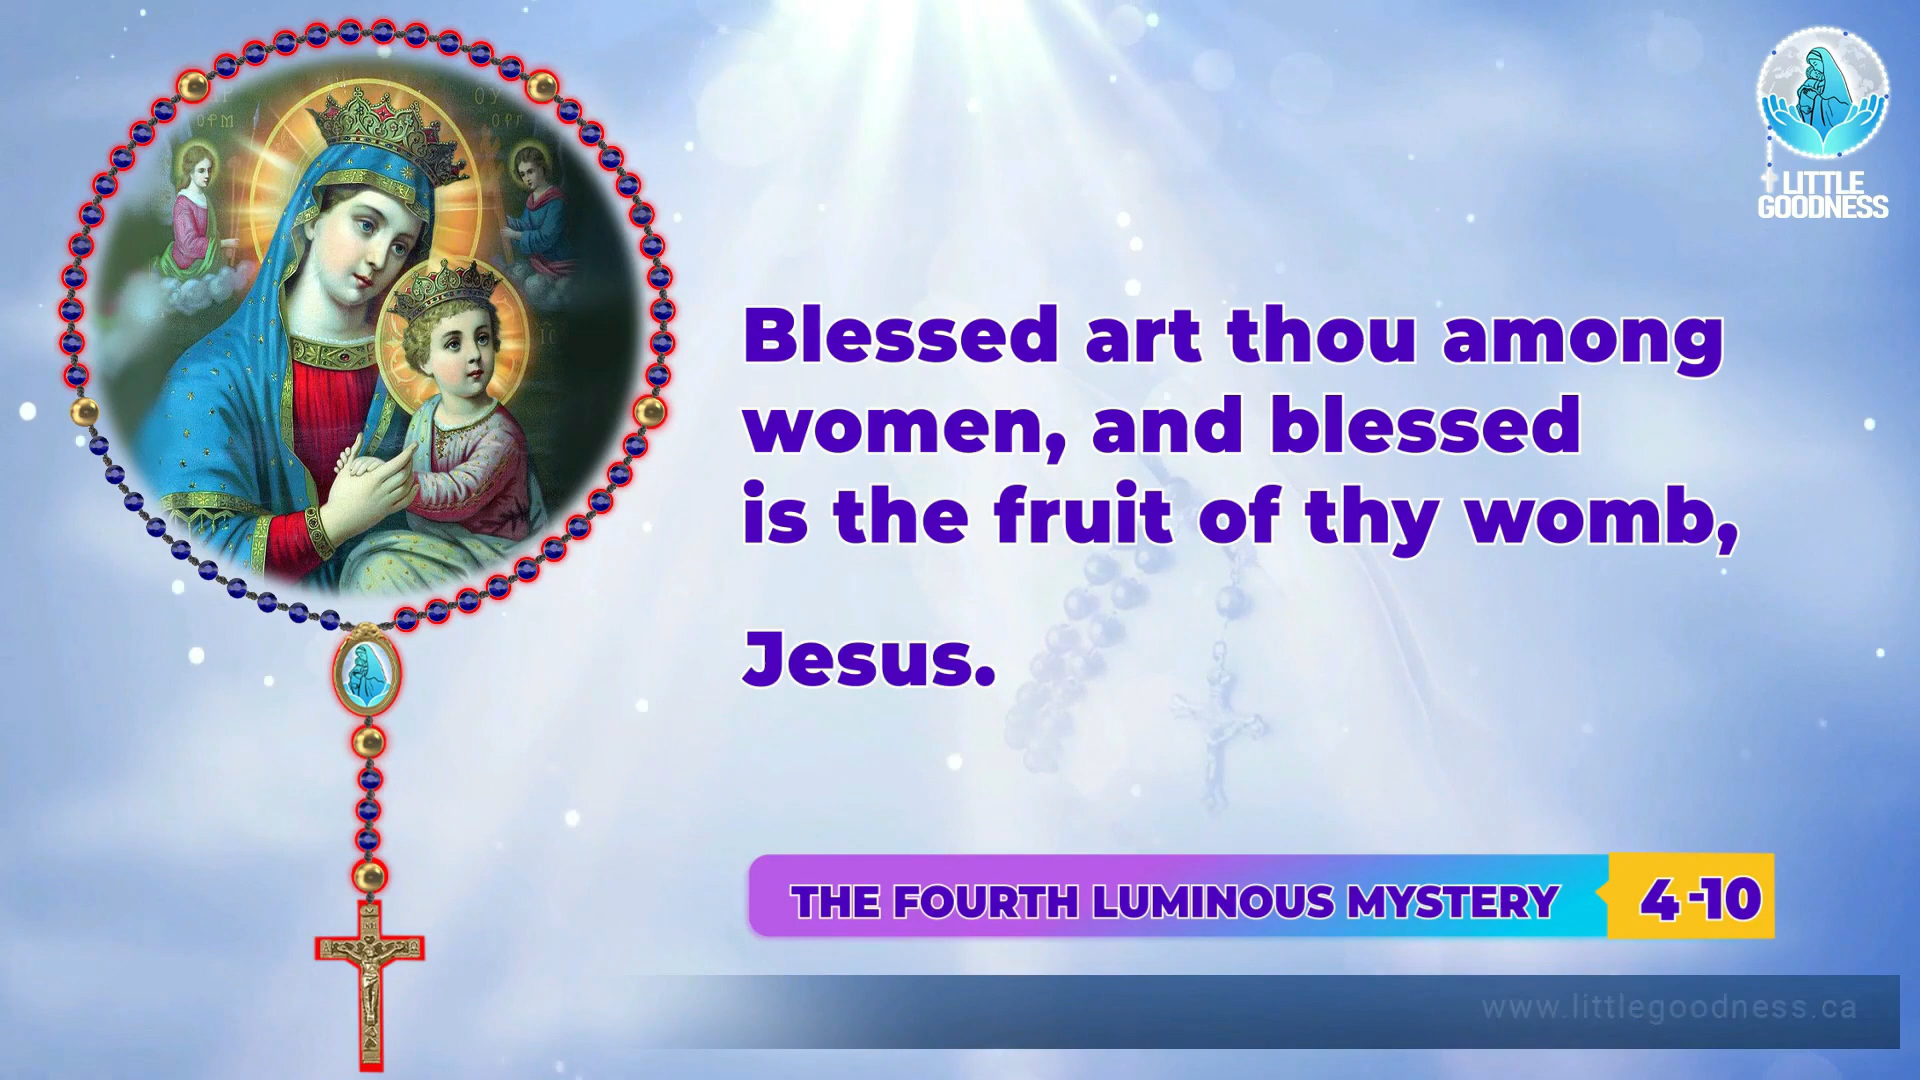 LITTLE
GOODNESS
Blessed art thou among
women, and blessed
is the fruit of thy womb,
Jesus.
THE FOURTH LUMINOUS MYSTERY
4-10
www.littlegoodness.ca